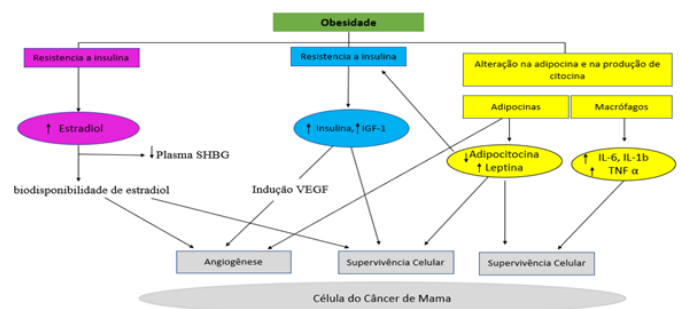 Obesidade
Resistencia a insulina
Resistencia a insulina
Alteração na adipocina e na produção de
citocina
Adipocinas
Macrófagos
↑ Estradiol
↑ Insulina, ↑ IGF-1
↓ Plasma SHBG
↓ Adipocitocina
↑ Leptina
↑ IL-6, IL-1b
↑ TNF α
biodisponibilidade de estradiol
Indução VEGF
Angiogênese
Supervivência Celular
Supervivência Celular
Célula do Câncer de Mama